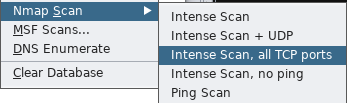 Nmap Scan
MSF Scans...
DNS Enumerate
Clear Database
Intense Scan
Intense Scan + UDP
Intense Scan, all TCP ports
Intense Scan, no ping
Ping Scan